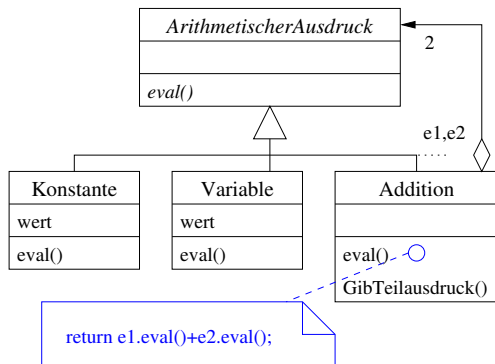 ArithmetischerAusdruck
2
eval()
e1,e2
Konstante
wert
eval()
Variable
wert
eval()
Addition
eval()
GibTeilausdruck()
return e1.eval()+e2.eval();